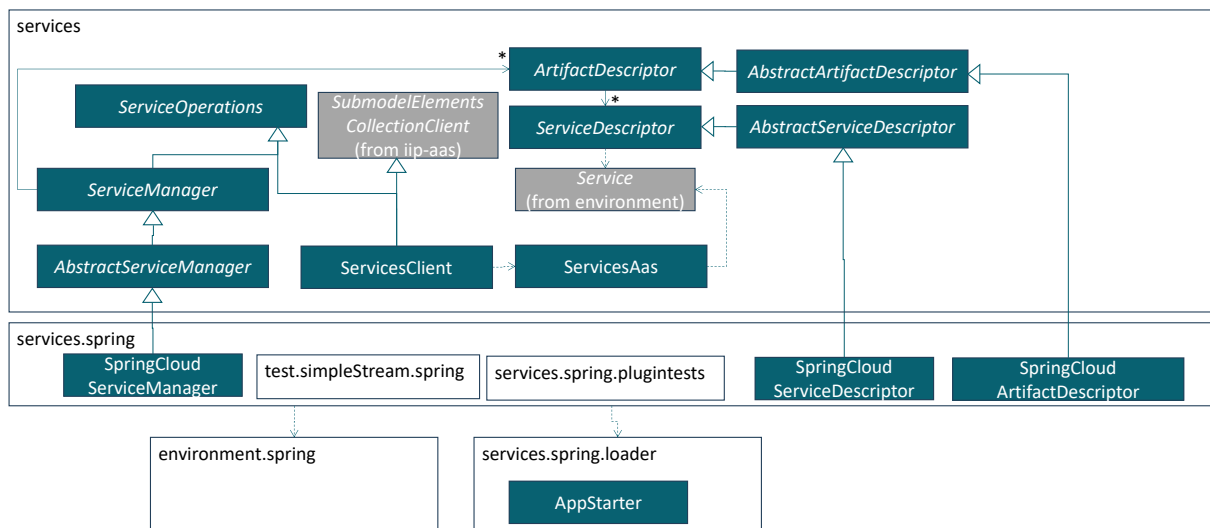 services
*
ArtifactDescriptor
AbstractArtifactDescriptor
ServiceOperations
SubmodelElements
CollectionClient
(from iip-aas)
*
ServiceDescriptor
AbstractServiceDescriptor
ServiceManager
Service
(from environment)
AbstractServiceManager
ServicesClient
ServicesAas
services.spring
SpringCloud
ServiceManager
test.simpleStream.spring
services.spring.plugintests
SpringCloud
ServiceDescriptor
SpringCloud
ArtifactDescriptor
environment.spring
services.spring.loader
AppStarter